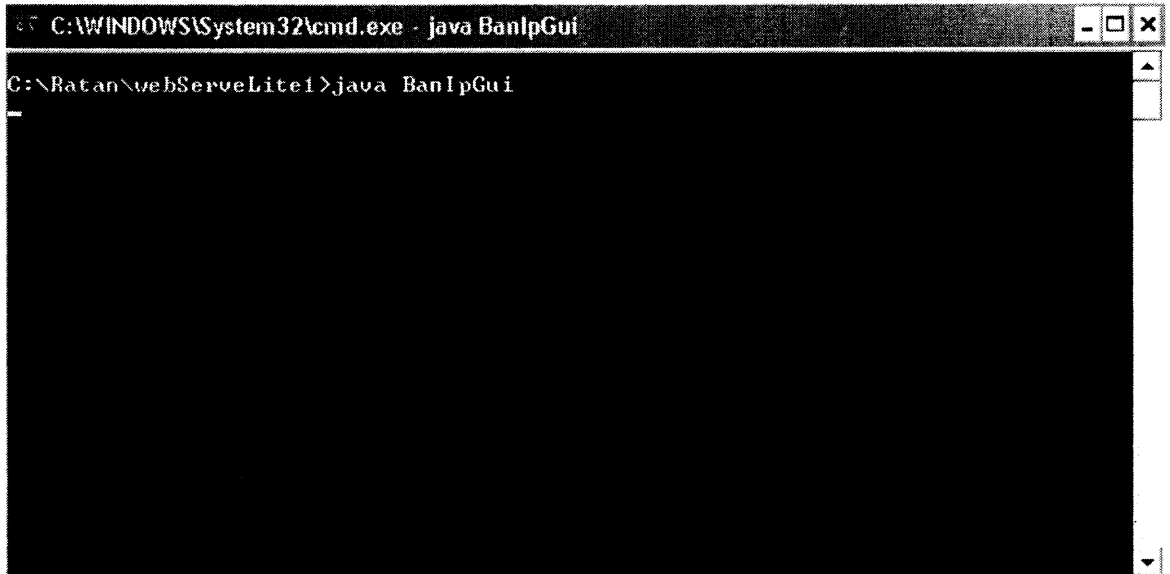 C:\WINDOWS\System32\cmd.exe - java BanIpGui
C:\Ratan\webServeLite1>java BanIpGui